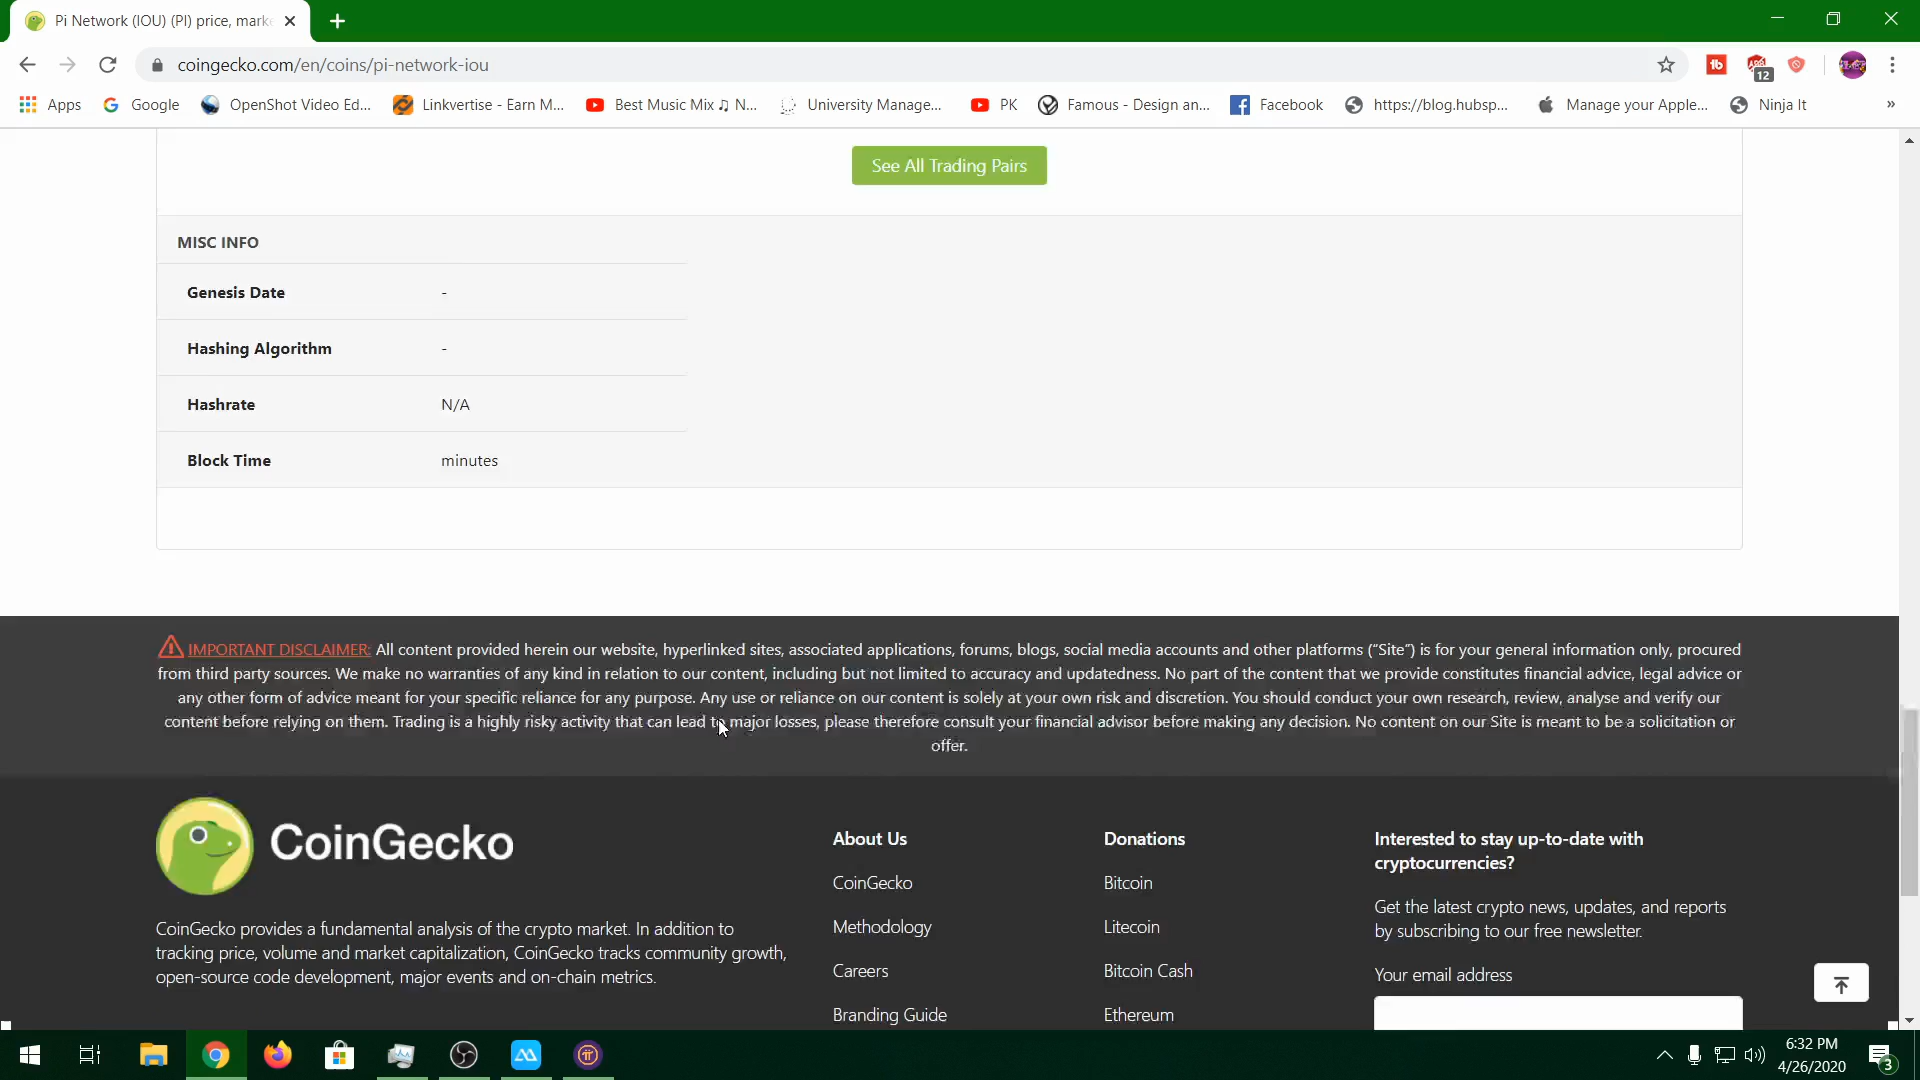 Pi Network (IOU) (PI) price, marke
coingecko.com/en/coins/pi-network-iou
12
Apps
Google
OpenShot Video Ed...
Linkvertise - Earn M...
Best Music Mix ♫ N...
University Manage...
PK
Famous - Design an...
Facebook
https://blog.hubsp...
Manage your Apple...
Ninja It
»
See All Trading Pairs
MISC INFO
Genesis Date -
Hashing Algorithm -
Hashrate N/A
Block Time minutes
IMPORTANT DISCLAIMER: All content provided herein our website, hyperlinked sites, associated applications, forums, blogs, social media accounts and other platforms (“Site”) is for your general information only, procured
from third party sources. We make no warranties of any kind in relation to our content, including but not limited to accuracy and updatedness. No part of the content that we provide constitutes financial advice, legal advice or
any other form of advice meant for your specific reliance for any purpose. Any use or reliance on our content is solely at your own risk and discretion. You should conduct your own research, review, analyse and verify our
content before relying on them. Trading is a highly risky activity that can lead to major losses, please therefore consult your financial advisor before making any decision. No content on our Site is meant to be a solicitation or
offer.
CoinGecko
CoinGecko provides a fundamental analysis of the crypto market. In addition to
tracking price, volume and market capitalization, CoinGecko tracks community growth,
open-source code development, major events and on-chain metrics.
About Us
CoinGecko
Methodology
Careers
Branding Guide
Donations
Bitcoin
Litecoin
Bitcoin Cash
Ethereum
Interested to stay up-to-date with
cryptocurrencies?
Get the latest crypto news, updates, and reports
by subscribing to our free newsletter.
Your email address
6:32 PM
4/26/2020
3